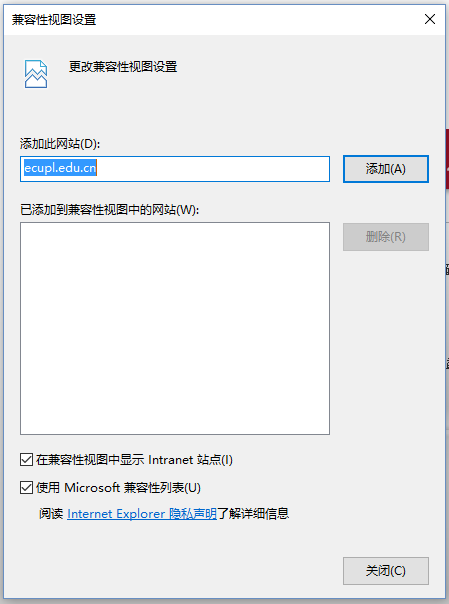 兼容性视图设置
更改兼容性视图设置
添加此网站(D):
ecupl.edu.cn
添加(A)
已添加到兼容性视图中的网站(W):
删除(R)
在兼容性视图中显示 Intranet 站点(I)
使用 Microsoft 兼容性列表(U)
阅读 Internet Explorer 隐私声明了解详细信息
关闭(C)